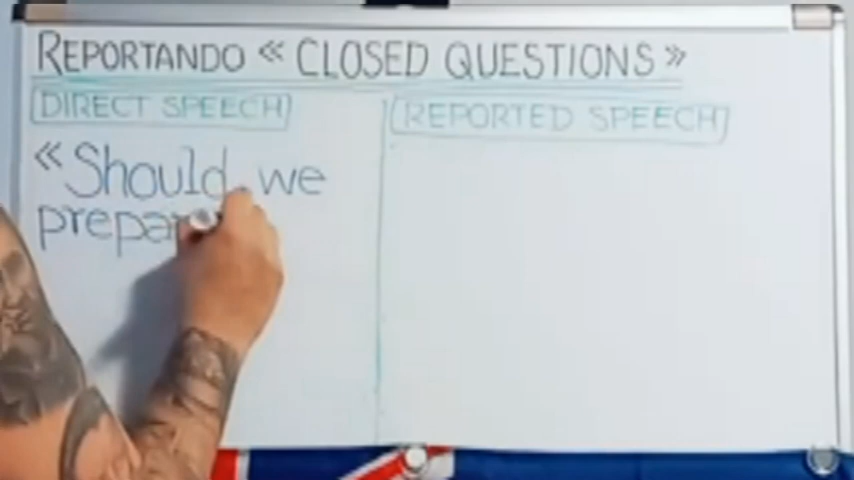 REPORTANDO « CLOSED QUESTIONS »
DIRECT SPEECH
REPORTED SPEECH
«Should we
prepar